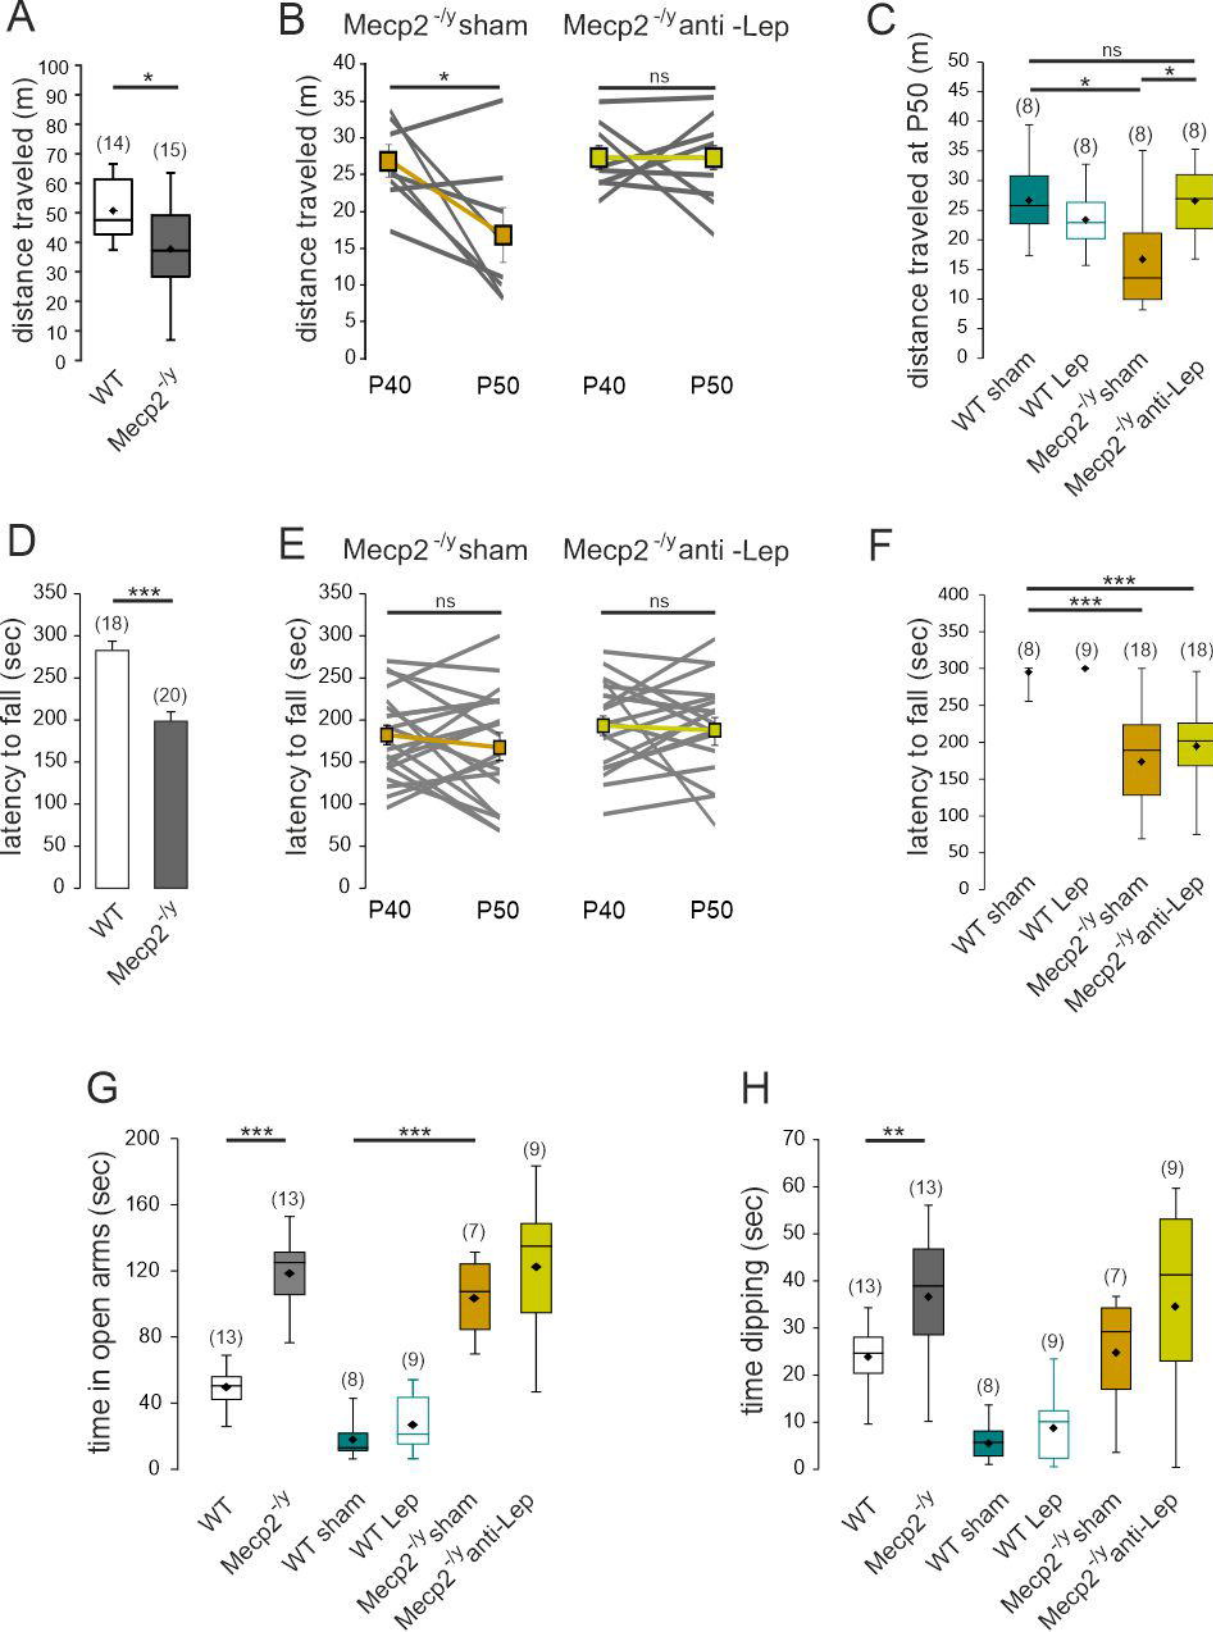 A
distance traveled (m)
100
90
80
70
60
50
40
30
20
10
0
*
(14)
(15)
WT
Mecp2-/y
B
Mecp2 -/y sham
Mecp2 -/y anti -Lep
distance traveled (m)
40
35
30
25
20
15
10
5
0
*
ns
P40
P50
P40
P50
C
distance traveled at P50 (m)
50
45
40
35
30
25
20
15
10
5
0
ns
*
*
(8)
(8)
(8)
(8)
WT sham
WT Lep
Mecp2-/y sham
Mecp2-/y anti-Lep
D
latency to fall (sec)
350
300
250
200
150
100
50
0
***
(18)
(20)
WT
Mecp2-/y
E
Mecp2 -/y sham
Mecp2 -/y anti -Lep
latency to fall (sec)
350
300
250
200
150
100
50
0
ns
ns
P40
P50
P40
P50
F
latency to fall (sec)
400
350
300
250
200
150
100
50
0
***
***
(8)
(9)
(18)
(18)
WT sham
WT Lep
Mecp2-/y sham
Mecp2-/y anti-Lep
G
time in open arms (sec)
200
160
120
80
40
0
***
***
(13)
(13)
(8)
(9)
(7)
(9)
WT
Mecp2-/y
WT sham
WT Lep
Mecp2-/y sham
Mecp2-/y anti-Lep
H
time dipping (sec)
70
60
50
40
30
20
10
0
**
(13)
(13)
(8)
(9)
(7)
(9)
WT
Mecp2-/y
WT sham
WT Lep
Mecp2-/y sham
Mecp2-/y anti-Lep